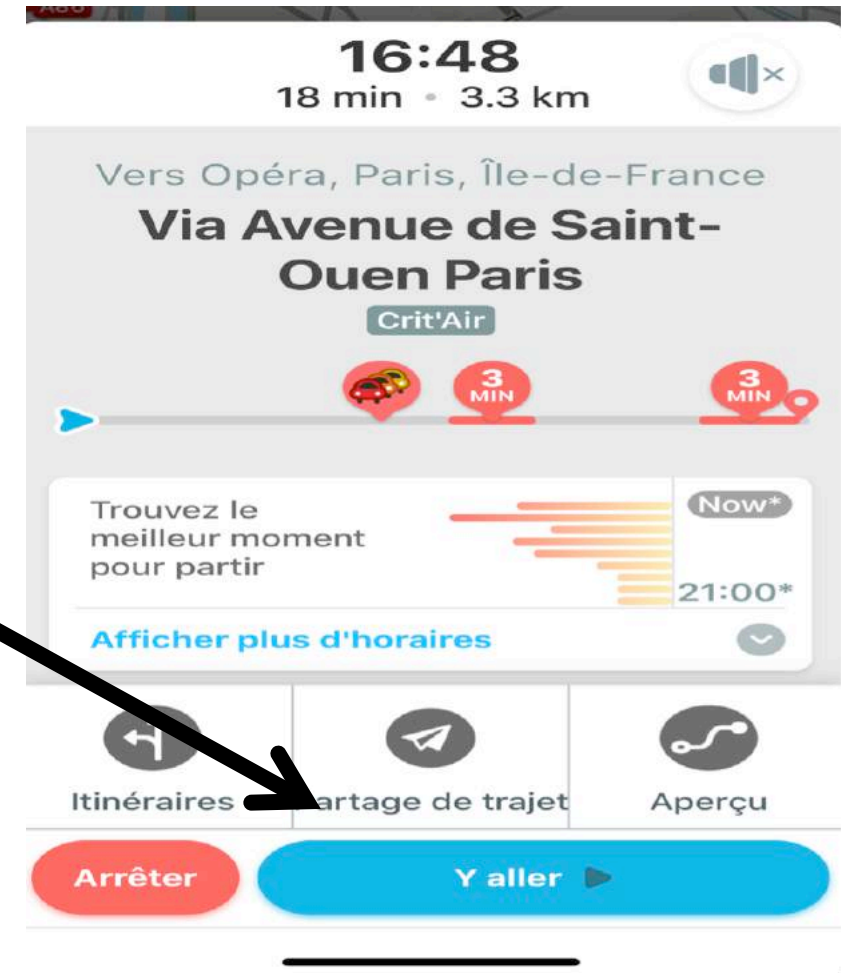 A86
16:48
18 min • 3.3 km
Vers Opéra, Paris, Île-de-France
Via Avenue de Saint-
Ouen Paris
Crit'Air
3
MIN
3
MIN
Trouvez le
meilleur moment
pour partir
Now*
21:00*
Afficher plus d'horaires
Itinéraires
artage de trajet
Aperçu
Arrêter
Y aller